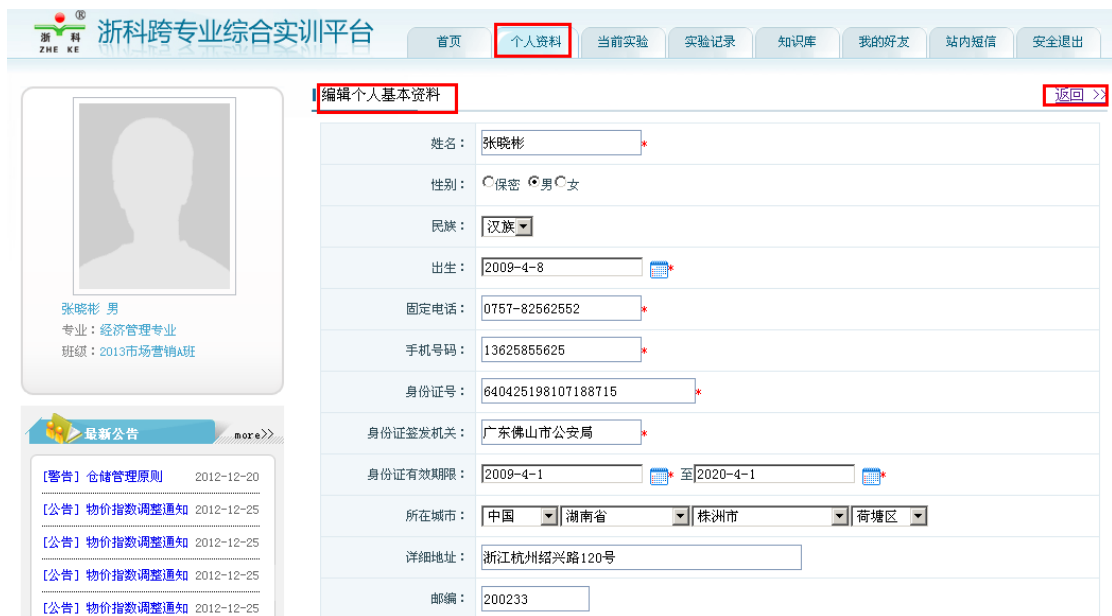 浙科 ® 浙科跨专业综合实训平台
ZHE KE
首页 个人资料 当前实验 实验记录 知识库 我的好友 站内短信 安全退出
编辑个人基本资料 返回 >>
姓名： 张晓彬 *
性别： 保密 男 女
民族： 汉族
出生： 2009-4-8 *
固定电话： 0757-82562552 *
手机号码： 13625855625 *
身份证号： 640425198107188715 *
身份证签发机关： 广东佛山市公安局 *
身份证有效期限： 2009-4-1 * 至 2020-4-1 *
所在城市： 中国 湖南省 株洲市 荷塘区
详细地址： 浙江杭州绍兴路120号
邮编： 200233
张晓彬 男
专业：经济管理专业
班级：2013市场营销A班
最新公告 more>>
[警告] 仓储管理原则 2012-12-20
[公告] 物价指数调整通知 2012-12-25
[公告] 物价指数调整通知 2012-12-25
[公告] 物价指数调整通知 2012-12-25
[公告] 物价指数调整通知 2012-12-25